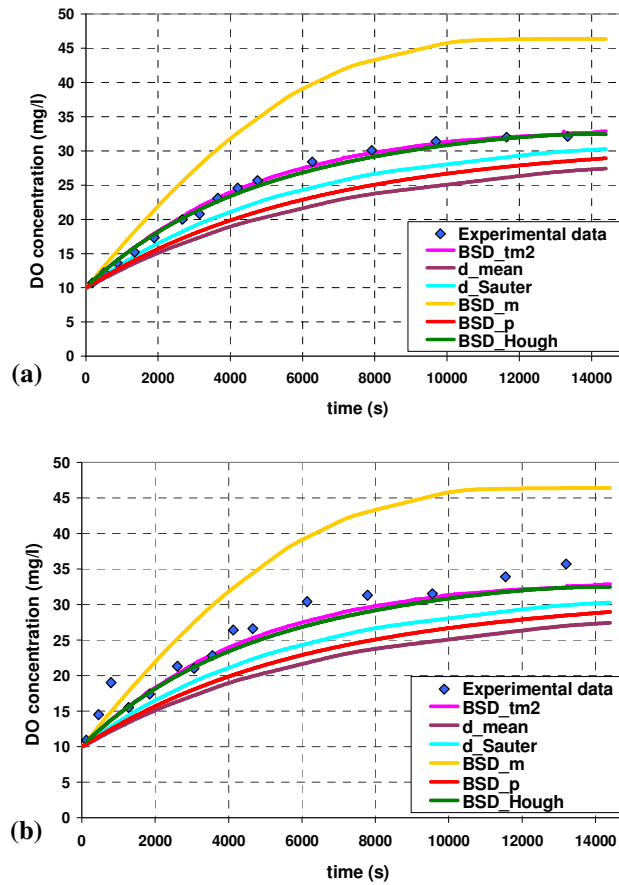 50
45
40
35
30
25
20
15
10
5
0
DO concentration (mg/l)
Experimental data
BSD_tm2
d_mean
d_Sauter
BSD_m
BSD_p
BSD_Hough
0 2000 4000 6000 8000 10000 12000 14000
time (s)
(a)
50
45
40
35
30
25
20
15
10
5
0
DO concentration (mg/l)
Experimental data
BSD_tm2
d_mean
d_Sauter
BSD_m
BSD_p
BSD_Hough
0 2000 4000 6000 8000 10000 12000 14000
time (s)
(b)